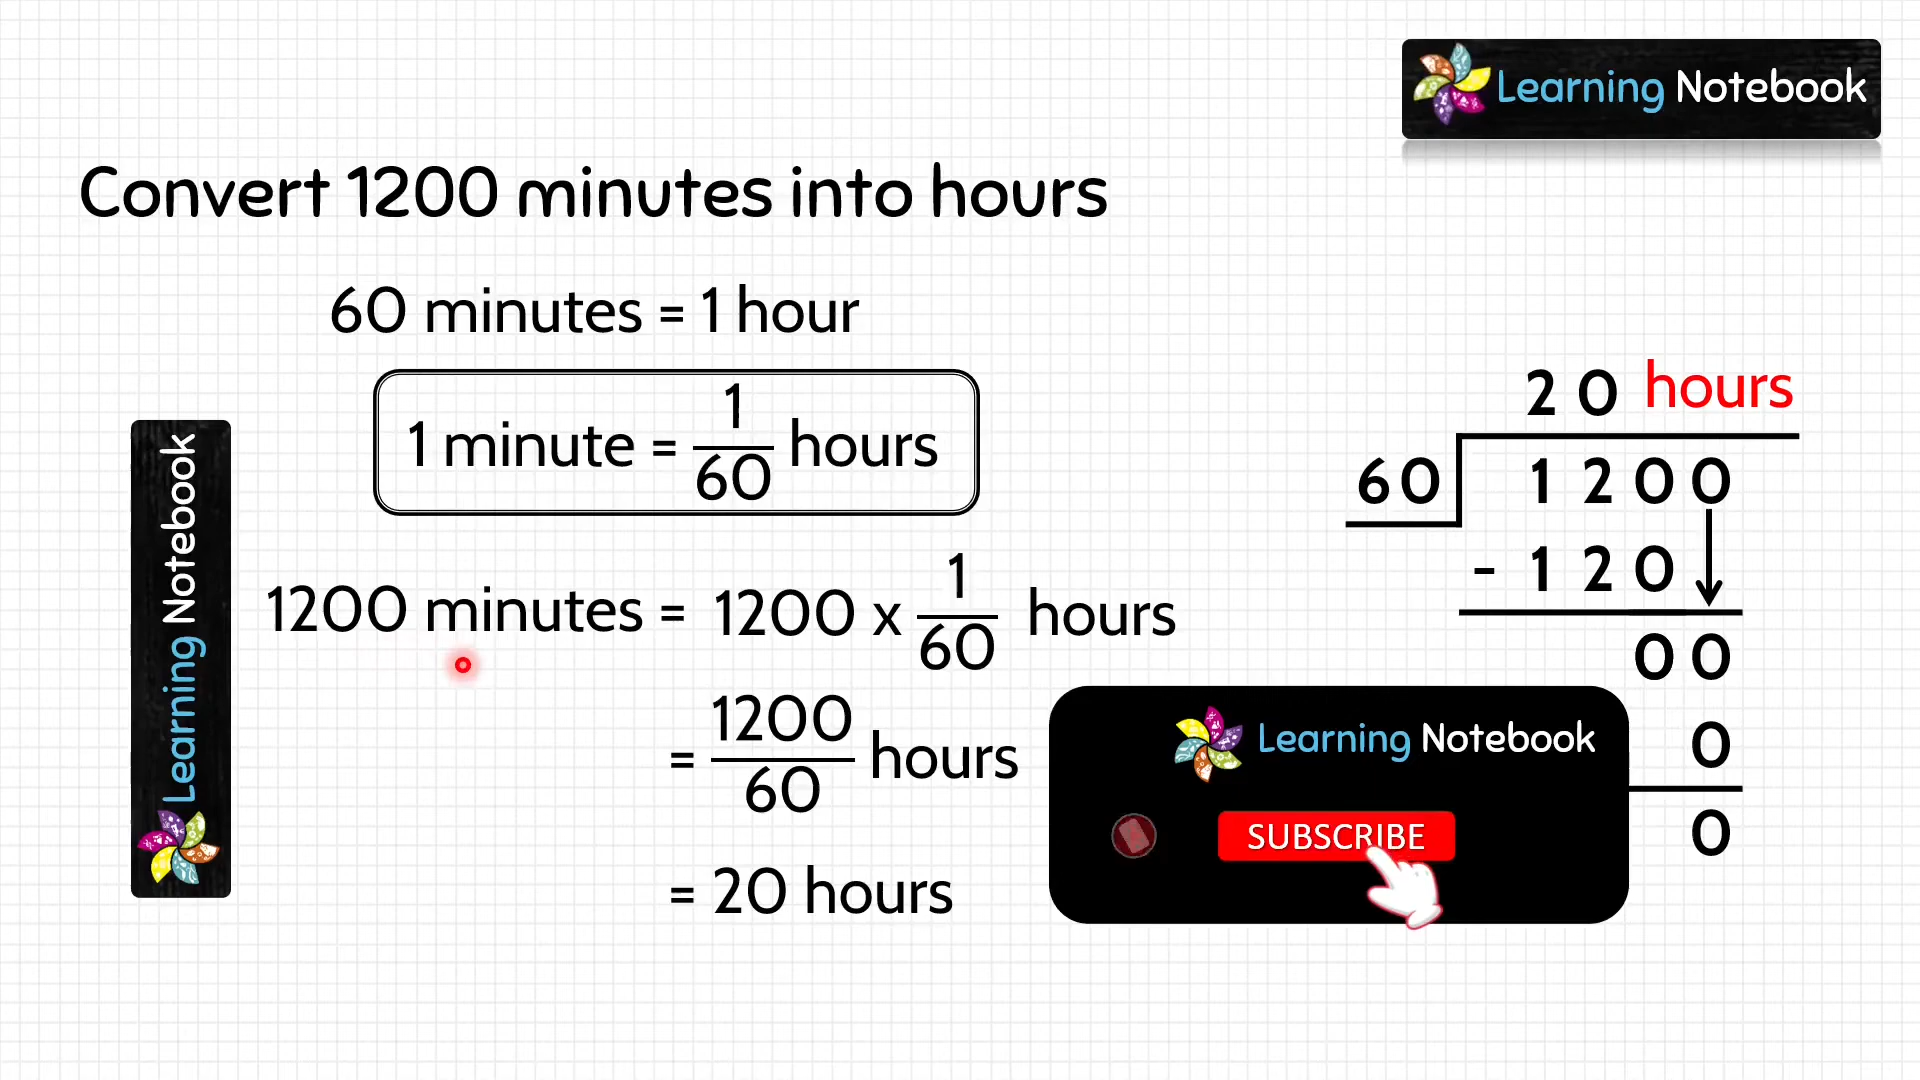 Learning Notebook
Convert 1200 minutes into hours
60 minutes = 1 hour
1 minute = 1/60 hours
1200 minutes = 1200 x 1/60 hours
= 1200/60 hours
= 20 hours
Learning Notebook
20 hours
60 1200
- 120
00
0
0
Learning Notebook
SUBSCRIBE